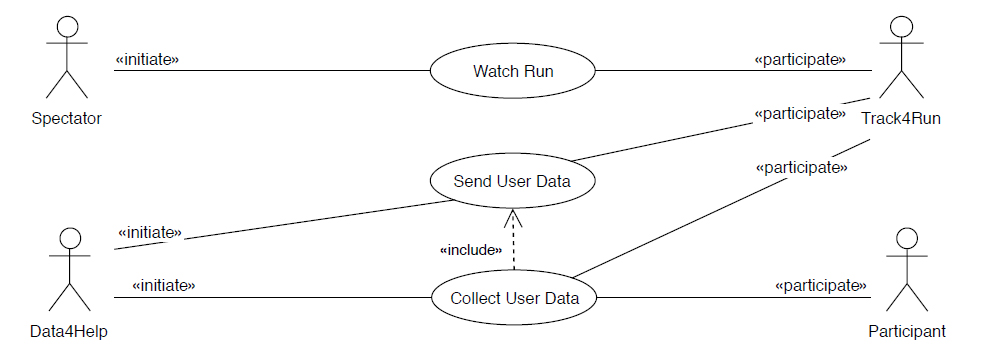 «initiate»
«participate»
Watch Run
Spectator
Track4Run
«participate»
«participate»
Send User Data
«initiate»
«include»
«initiate»
«participate»
Collect User Data
Data4Help
Participant